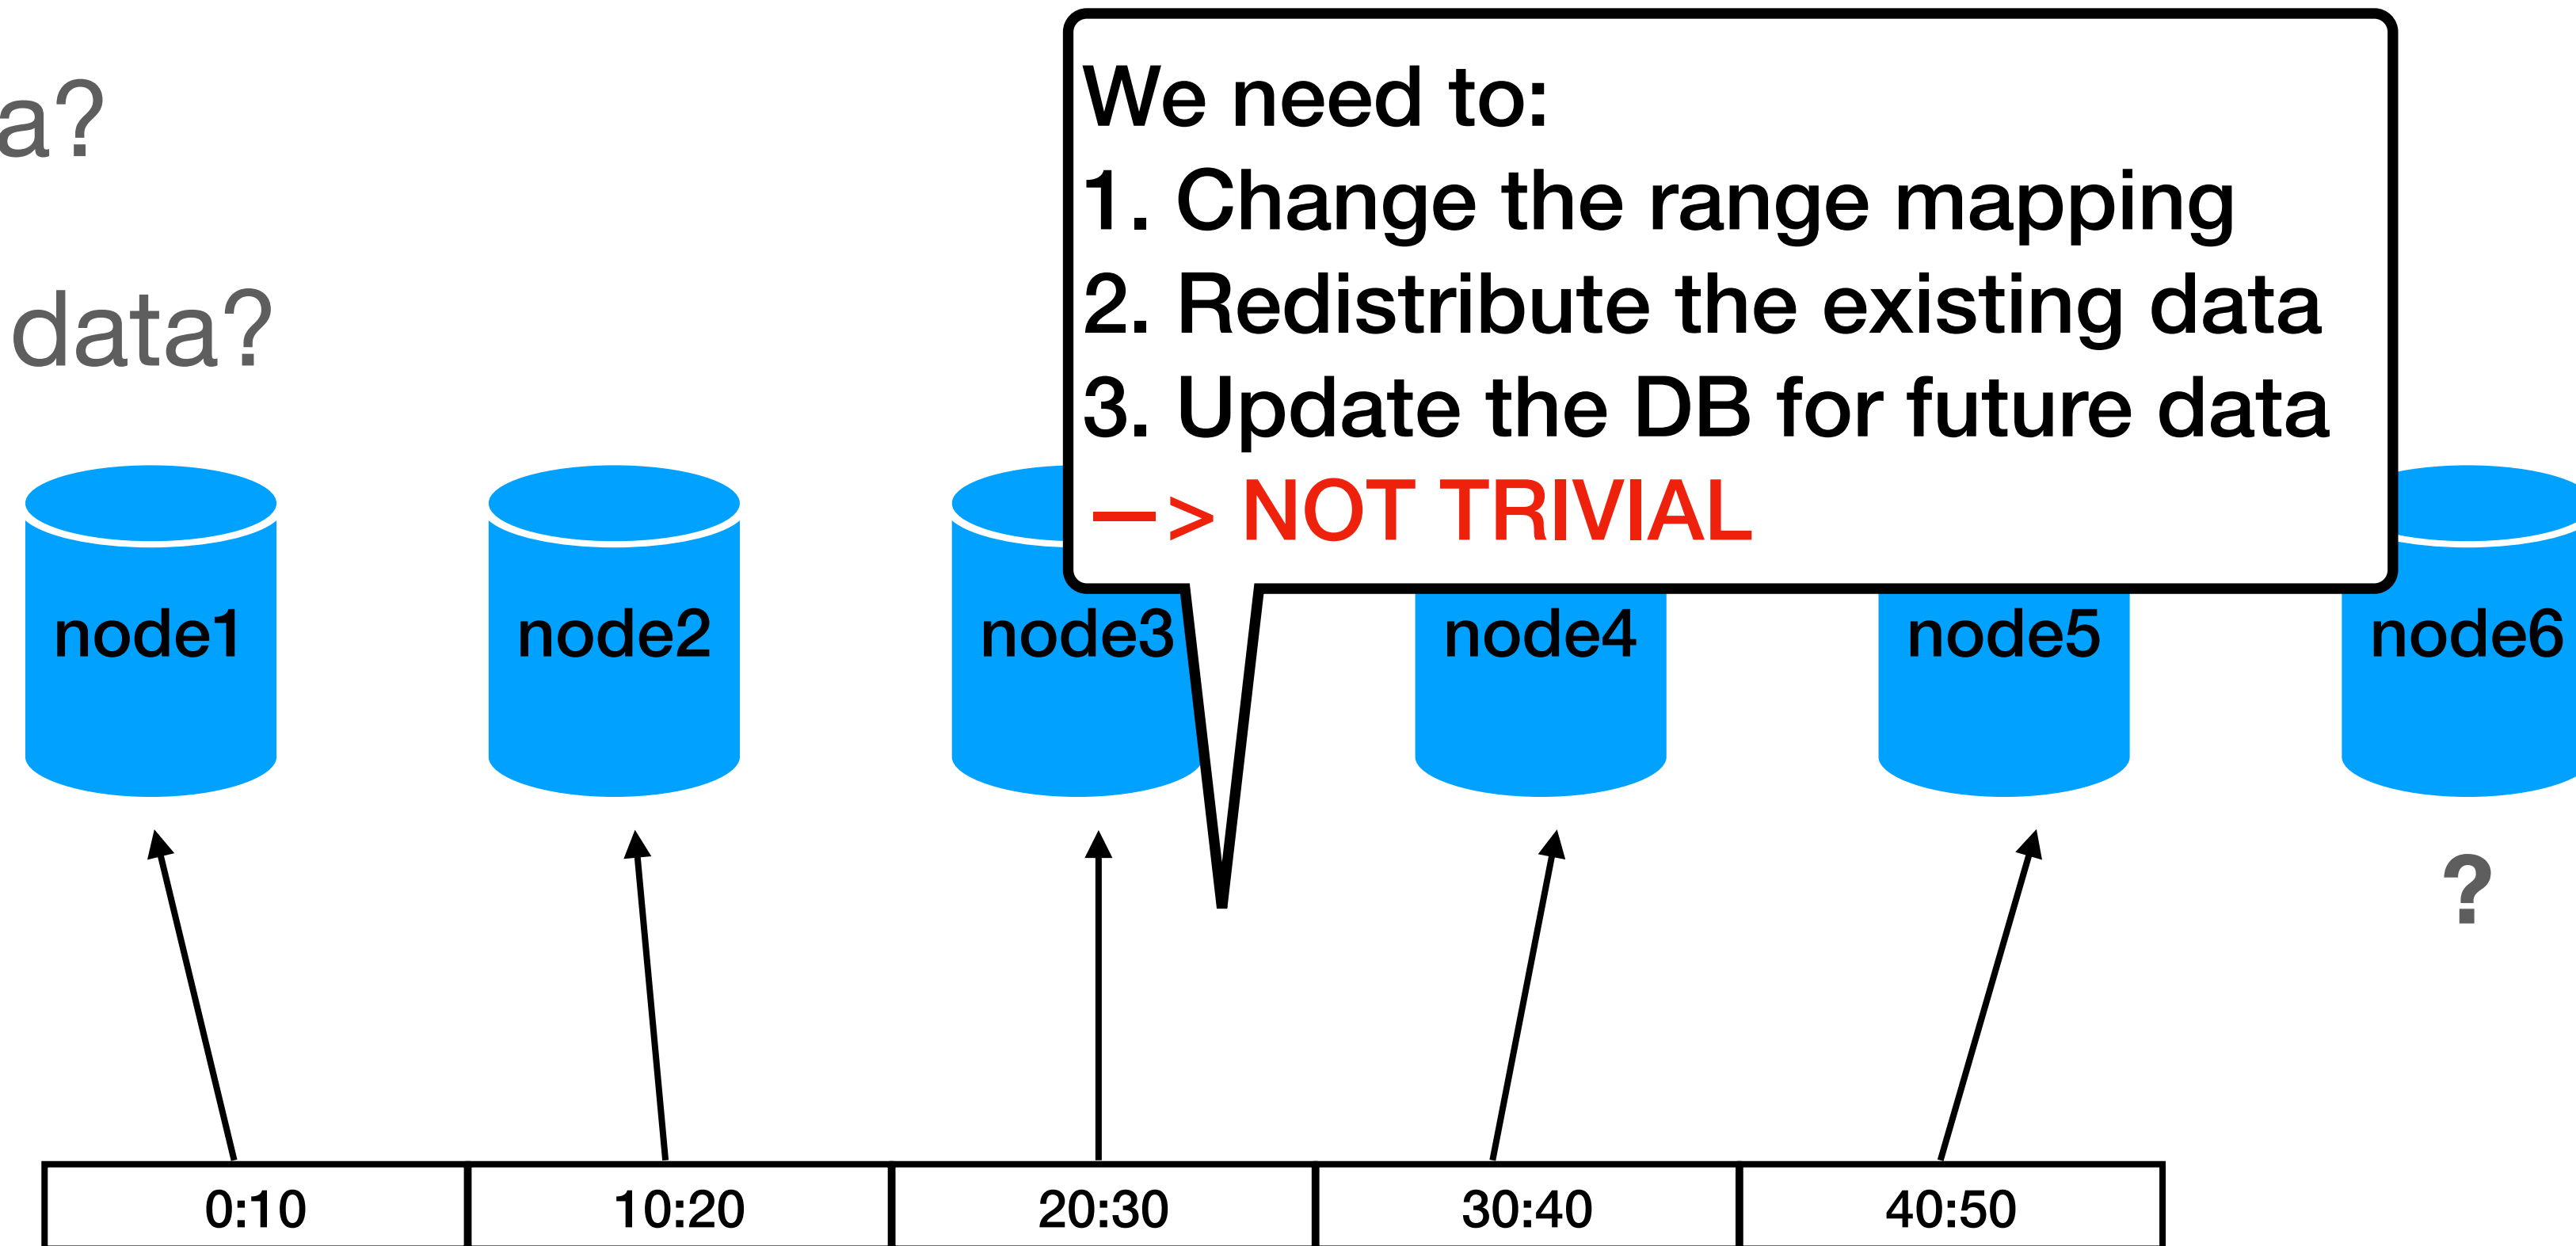 a?
data?
We need to:
1. Change the range mapping
2. Redistribute the existing data
3. Update the DB for future data
—> NOT TRIVIAL
node1 node2 node3 node4 node5 node6
?
0:10 10:20 20:30 30:40 40:50